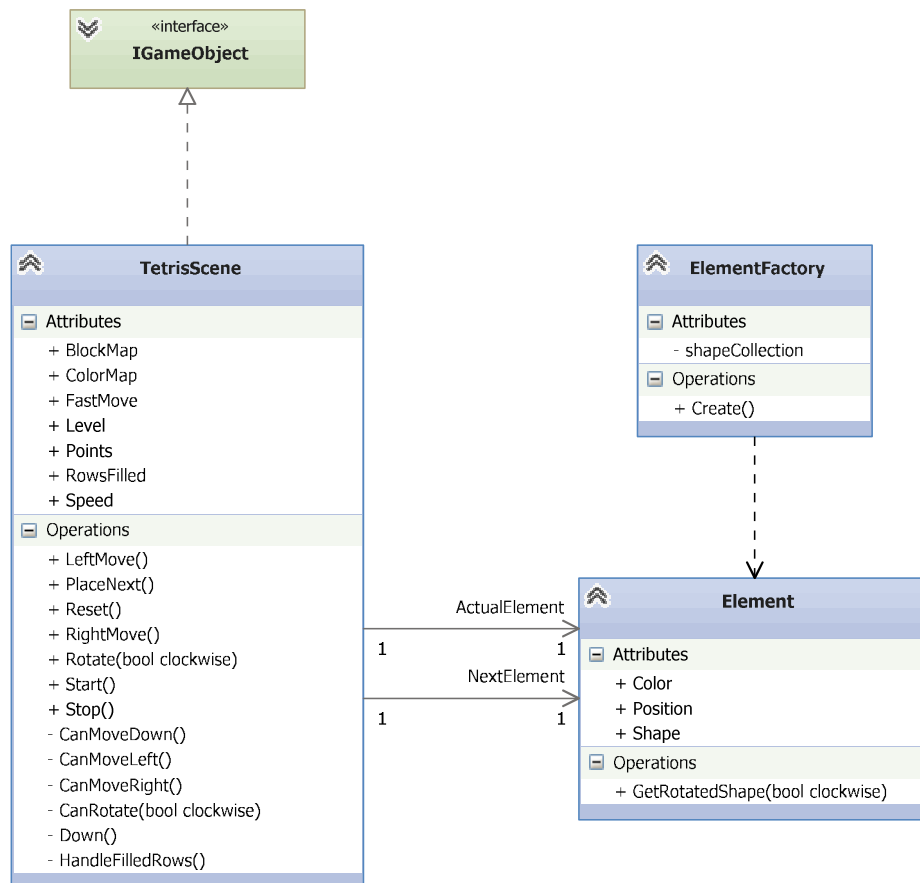 «interface»
IGameObject
TetrisScene
Attributes
+ BlockMap
+ ColorMap
+ FastMove
+ Level
+ Points
+ RowsFilled
+ Speed
Operations
+ LeftMove()
+ PlaceNext()
+ Reset()
+ RightMove()
+ Rotate(bool clockwise)
+ Start()
+ Stop()
- CanMoveDown()
- CanMoveLeft()
- CanMoveRight()
- CanRotate(bool clockwise)
- Down()
- HandleFilledRows()
ElementFactory
Attributes
- shapeCollection
Operations
+ Create()
ActualElement
1 1
NextElement
1 1
Element
Attributes
+ Color
+ Position
+ Shape
Operations
+ GetRotatedShape(bool clockwise)